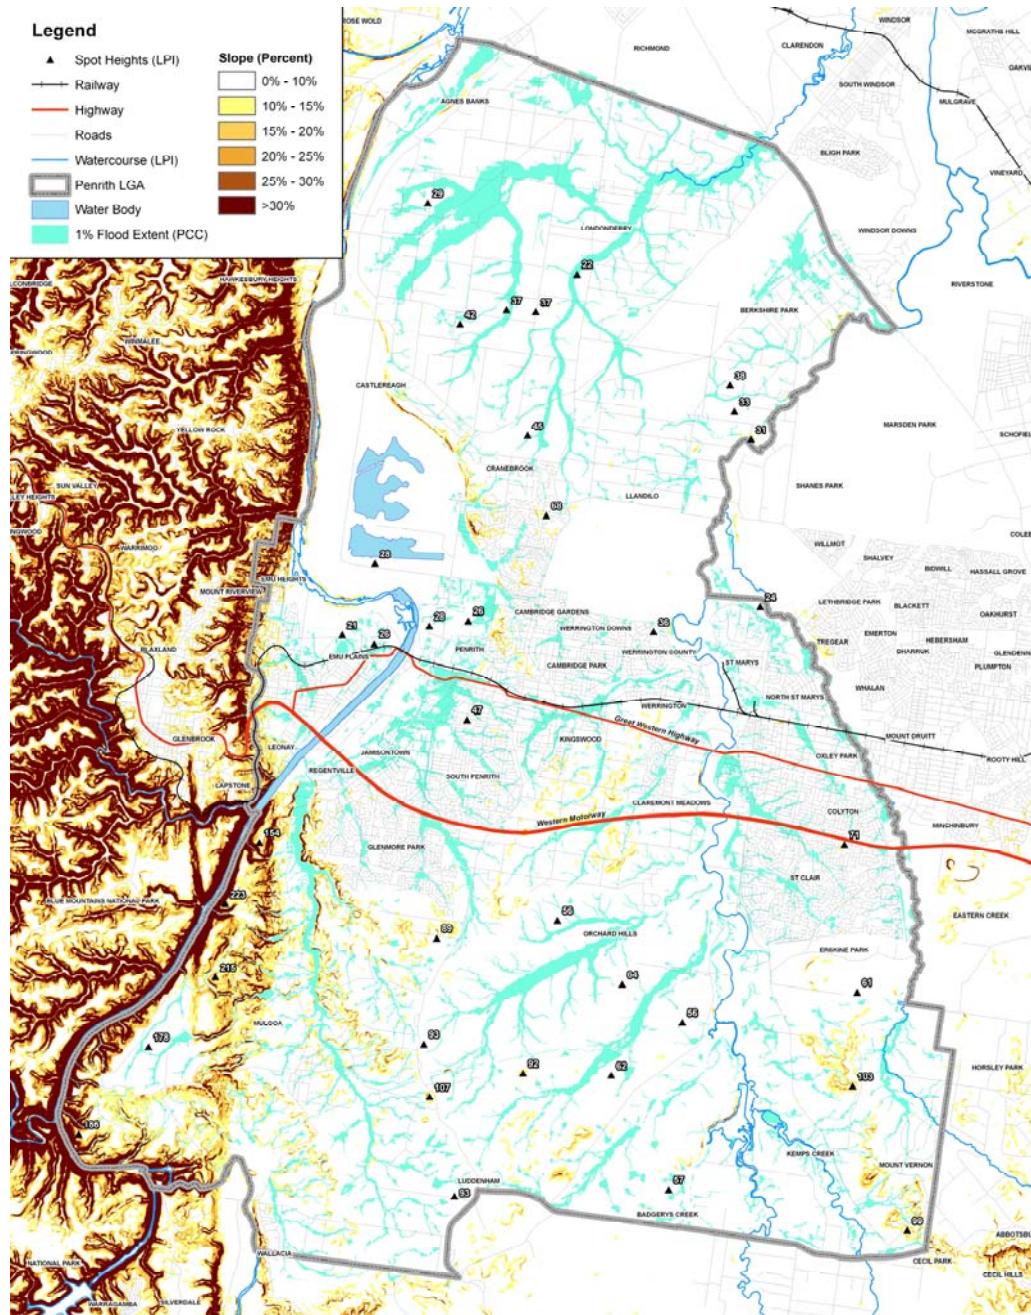 Legend
Spot Heights (LPI)
Railway
Highway
Roads
Watercourse (LPI)
Penrith LGA
Water Body
1% Flood Extent (PCC)
Slope (Percent)
0% - 10%
10% - 15%
15% - 20%
20% - 25%
25% - 30%
>30%
ROSE WOLD
RICHMOND
WINDSOR
CLARENDON
MCGRATHS HILL
SOUTH WINDSOR
MULGRAVE
AGNES BANKS
BLIGH PARK
VINEYARD
29
LONDONDERRY
WINDSOR DOWNS
22
HAWKESBURY HEIGHTS
RIVERSTONE
37
37
42
BERKSHIRE PARK
WINMALEE
CASTLEREAGH
38
33
31
YELLOW ROCK
45
MARSDEN PARK
CRANEBROOK
SUN VALLEY
LLANDILO
SHANES PARK
68
WARRIMOO
WILLMOT
SHALVEY
28
BIDWILL
HASSALL GROVE
EMU HEIGHTS
MOUNT RIVERVIEW
24
LETHBRIDGE PARK
BLACKETT
OAKHURST
CAMBRIDGE GARDENS
21
26
28
26
36
WERRINGTON DOWNS
TREGEAR
EMERTON
HEBERSHAM
DHARRUK
BLAXLAND
EMU PLAINS
PENRITH
WERRINGTON COUNTY
CAMBRIDGE PARK
ST MARYS
PLUMPTON
WHALAN
NORTH ST MARYS
WERRINGTON
47
Great Western Highway
GLENBROOK
LEONAY
JAMISONTOWN
KINGSWOOD
MOUNT DRUITT
OXLEY PARK
ROOTY HILL
REGENTVILLE
SOUTH PENRITH
LAPSTONE
CLAREMONT MEADOWS
COLYTON
Western Motorway
MINCHINBURY
154
GLENMORE PARK
71
ST CLAIR
BLUE MOUNTAINS NATIONAL PARK
223
EASTERN CREEK
56
89
ORCHARD HILLS
ERSKINE PARK
215
64
61
MULGOA
56
178
93
92
62
HORSLEY PARK
107
103
186
KEMPS CREEK
MOUNT VERNON
LUDDENHAM
93
57
BADGERYS CREEK
99
WALLACIA
CECIL PARK
NATIONAL PARK
CECIL HILLS
WARRAGAMBA
SILVERDALE